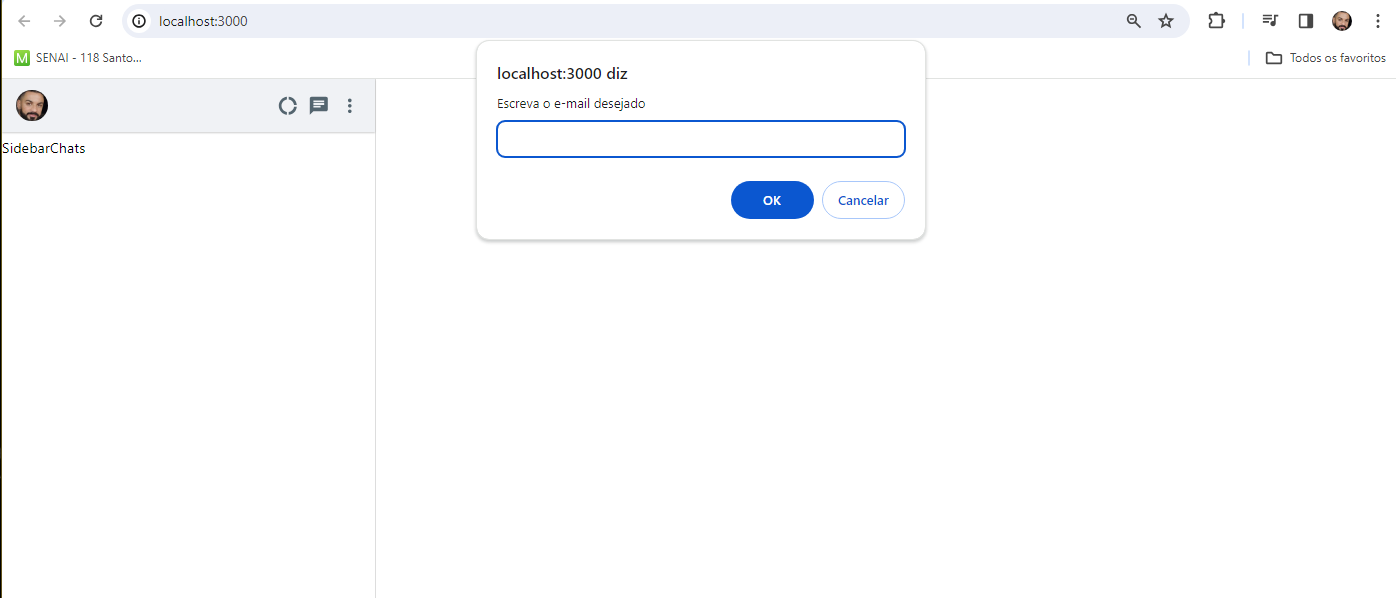 localhost:3000
SENAI - 118 Santo...
Todos os favoritos
localhost:3000 diz
Escreva o e-mail desejado
OK
Cancelar
SidebarChats